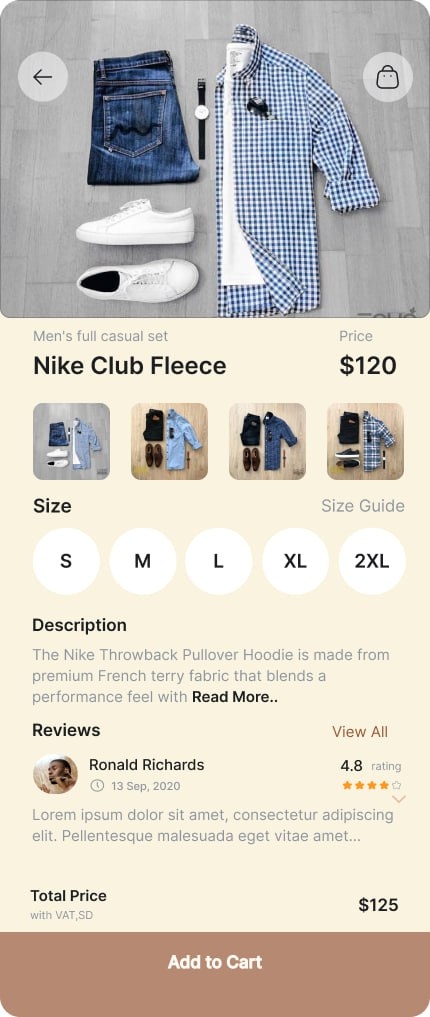 Men's full casual set
Price
Nike Club Fleece
$120
Size
Size Guide
S
M
L
XL
2XL
Description
The Nike Throwback Pullover Hoodie is made from
premium French terry fabric that blends a
performance feel with Read More..
Reviews
View All
Ronald Richards
4.8 rating
13 Sep, 2020
Lorem ipsum dolor sit amet, consectetur adipiscing
elit. Pellentesque malesuada eget vitae amet...
Total Price
with VAT,SD
$125
Add to Cart